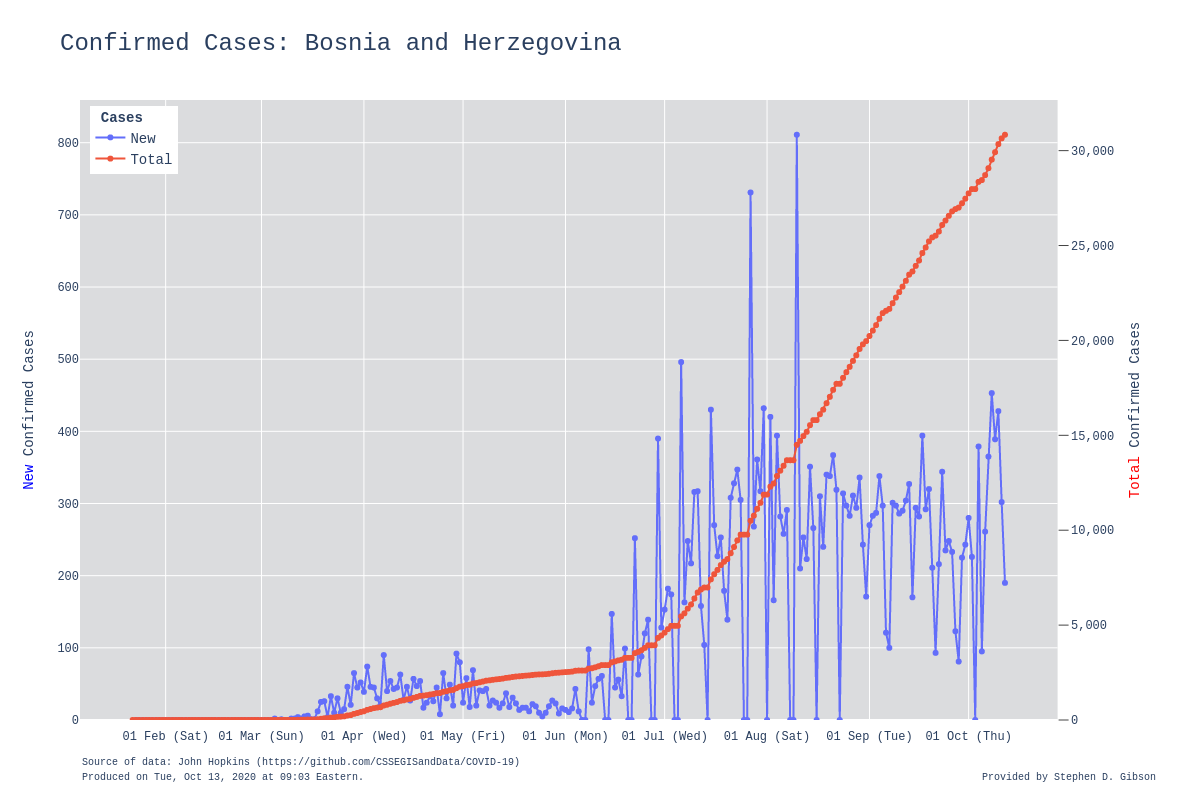 Confirmed Cases: Bosnia and Herzegovina
Cases
New
Total
800
700
600
500
400
300
200
100
0
New Confirmed Cases
30,000
25,000
20,000
15,000
10,000
5,000
0
Total Confirmed Cases
01 Feb (Sat) 01 Mar (Sun) 01 Apr (Wed) 01 May (Fri) 01 Jun (Mon) 01 Jul (Wed) 01 Aug (Sat) 01 Sep (Tue) 01 Oct (Thu)
Source of data: John Hopkins (https://github.com/CSSEGISandData/COVID-19)
Produced on Tue, Oct 13, 2020 at 09:03 Eastern.
Provided by Stephen D. Gibson